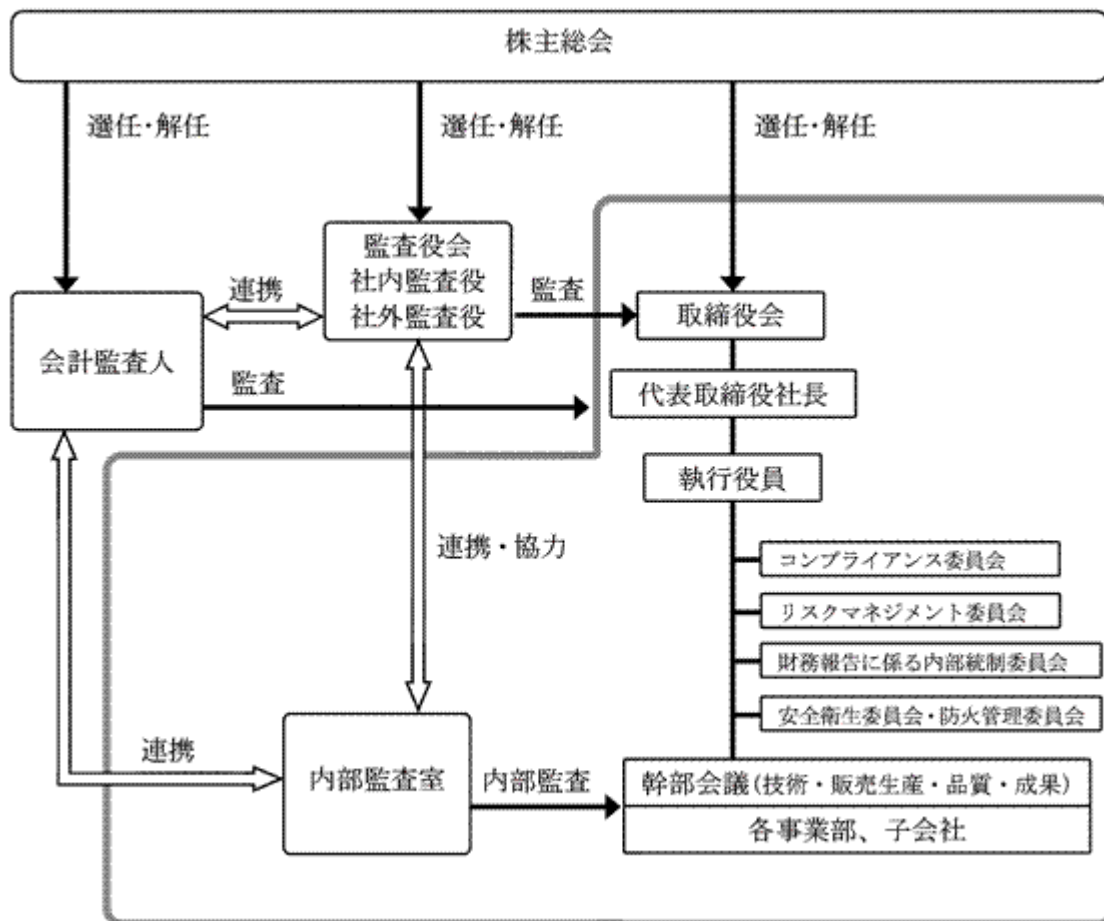 株主総会
選任・解任
選任・解任
選任・解任
監査役会
社内監査役
社外監査役
連携
監査
取締役会
会計監査人
監査
代表取締役社長
執行役員
連携・協力
コンプライアンス委員会
リスクマネジメント委員会
財務報告に係る内部統制委員会
安全衛生委員会・防火管理委員会
連携
内部監査室
内部監査
幹部会議(技術・販売生産・品質・成果)
各事業部、子会社